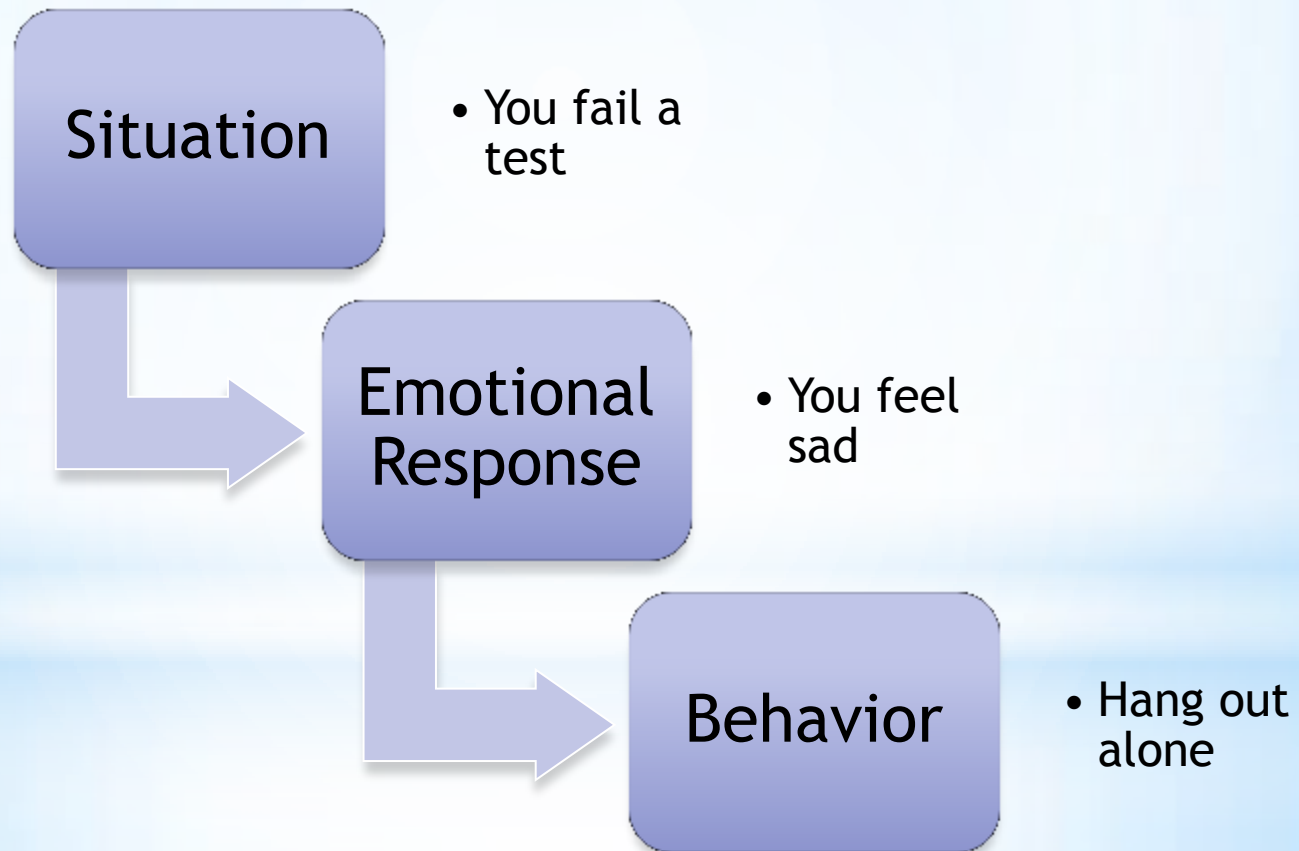 Situation
• You fail a
test
Emotional
Response
• You feel
sad
Behavior
• Hang out
alone